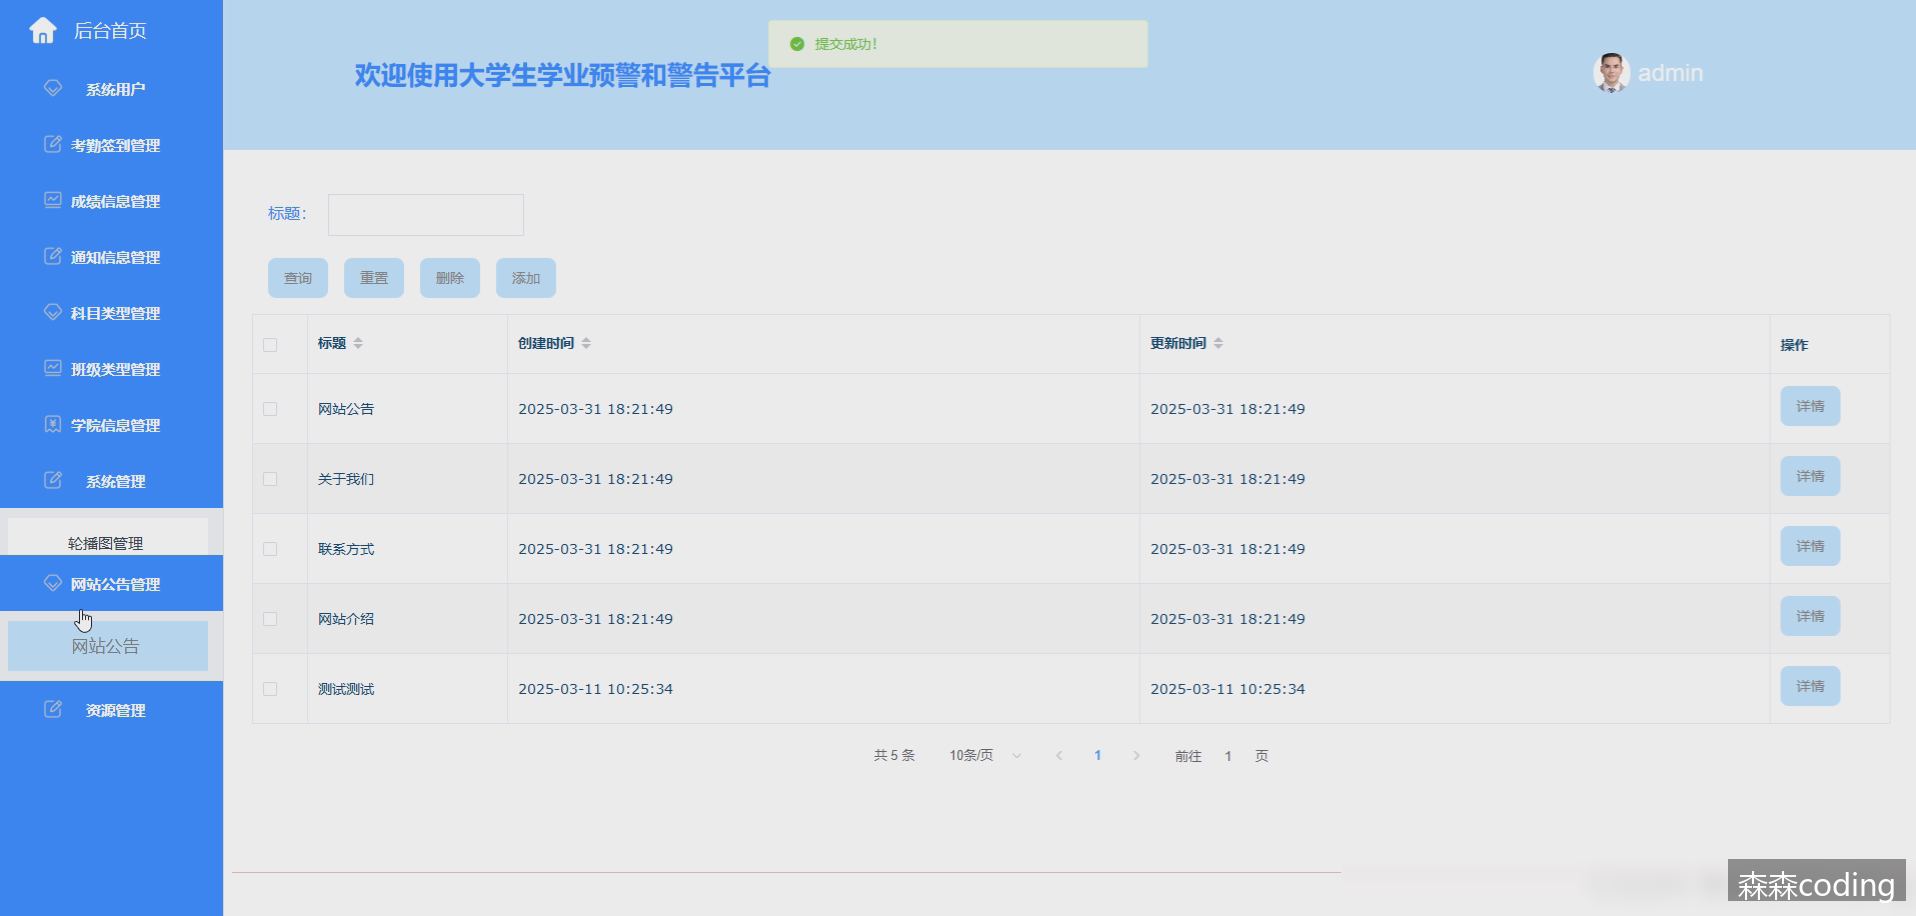 后台首页
系统用户
考勤签到管理
成绩信息管理
通知信息管理
科目类型管理
班级类型管理
学院信息管理
系统管理
轮播图管理
网站公告管理
网站公告
资源管理
提交成功!
欢迎使用大学生学业预警和警告平台
admin
标题:
查询 重置 删除 添加
标题 创建时间 更新时间 操作
网站公告 2025-03-31 18:21:49 2025-03-31 18:21:49 详情
关于我们 2025-03-31 18:21:49 2025-03-31 18:21:49 详情
联系方式 2025-03-31 18:21:49 2025-03-31 18:21:49 详情
网站介绍 2025-03-31 18:21:49 2025-03-31 18:21:49 详情
测试测试 2025-03-11 10:25:34 2025-03-11 10:25:34 详情
共 5 条 10条/页 1 前往 1 页
森森coding